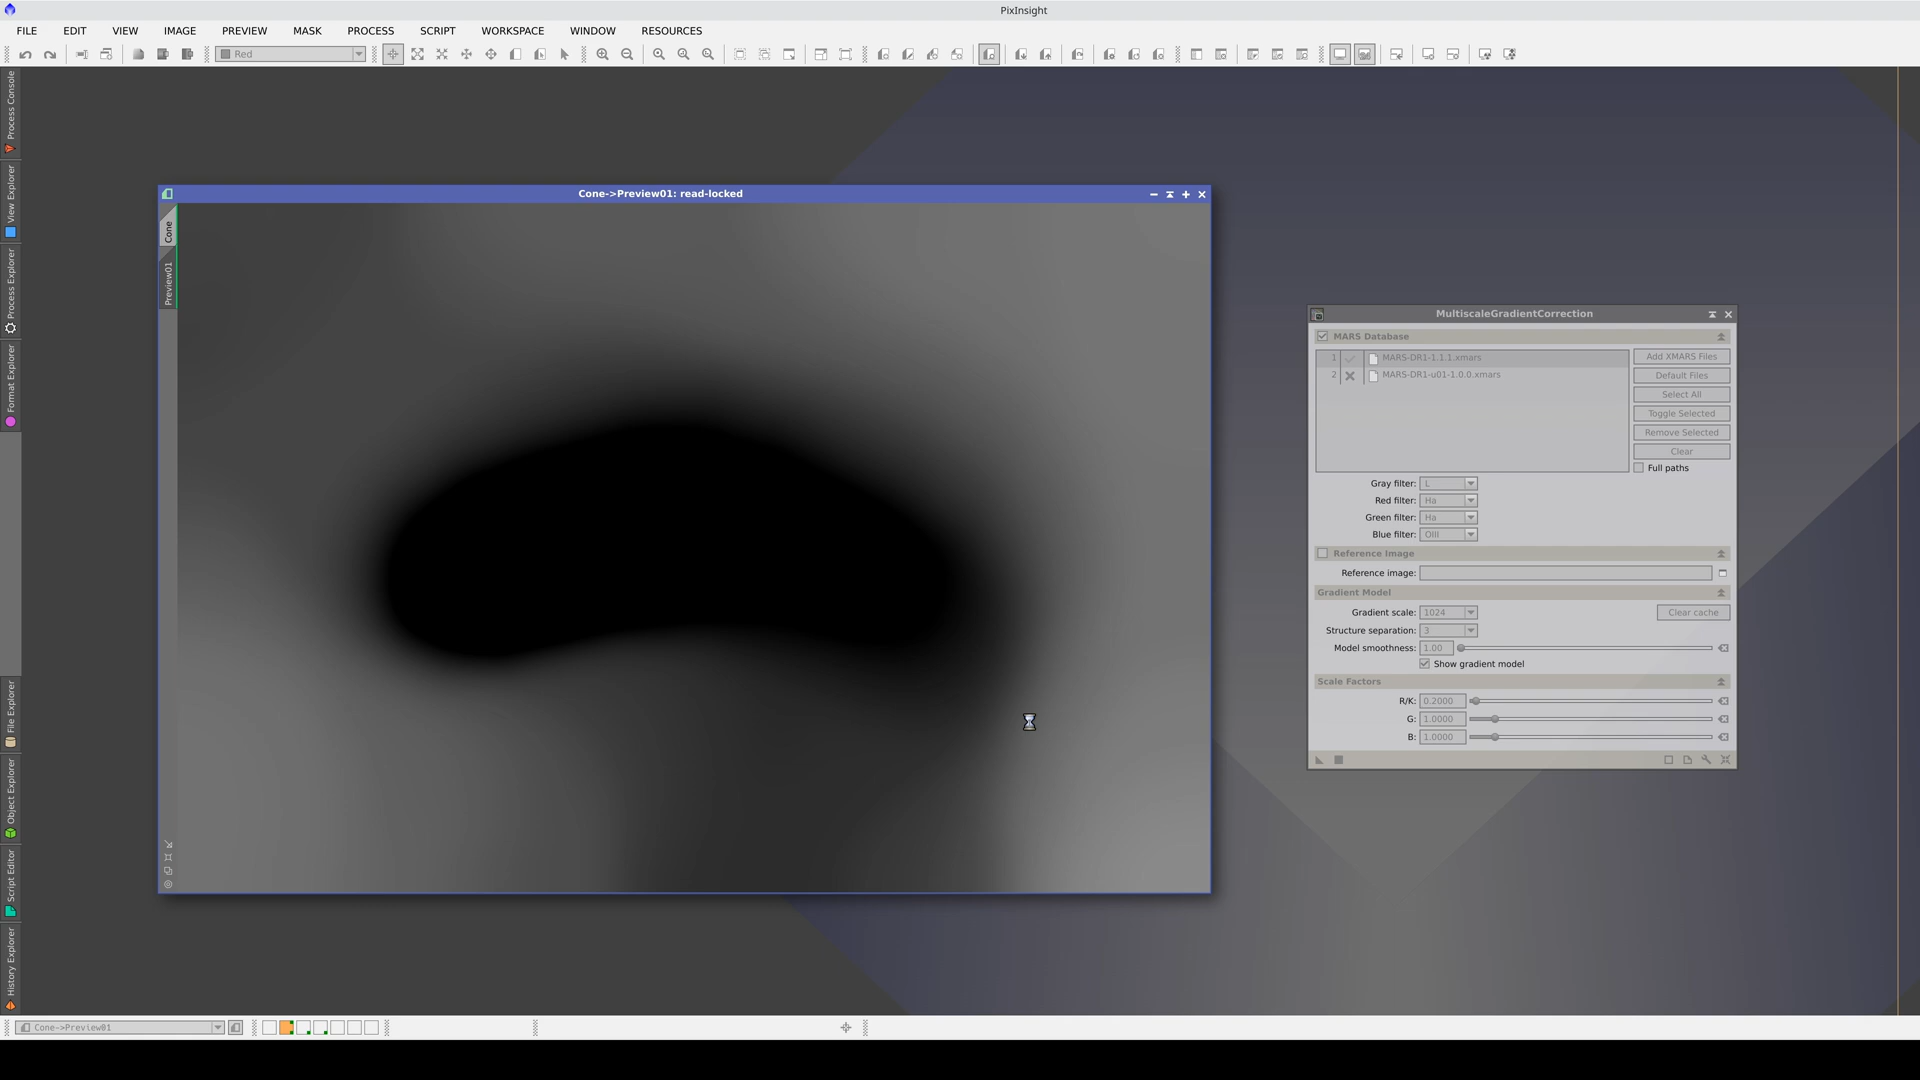 PixInsight
FILE EDIT VIEW IMAGE PREVIEW MASK PROCESS SCRIPT WORKSPACE WINDOW RESOURCES
Red
Process Console
View Explorer
Process Explorer
Format Explorer
File Explorer
Object Explorer
Script Editor
History Explorer
Cone->Preview01: read-locked
Cone
Preview01
MultiscaleGradientCorrection
MARS Database
1 MARS-DR1-1.1.1.xmars
2 MARS-DR1-u01-1.0.0.xmars
Add XMARS Files
Default Files
Select All
Toggle Selected
Remove Selected
Clear
Full paths
Gray filter: L
Red filter: Ha
Green filter: Ha
Blue filter: OIII
Reference Image
Reference image:
Gradient Model
Gradient scale: 1024 Clear cache
Structure separation: 3
Model smoothness: 1.00
Show gradient model
Scale Factors
R/K: 0.2000
G: 1.0000
B: 1.0000
Cone->Preview01